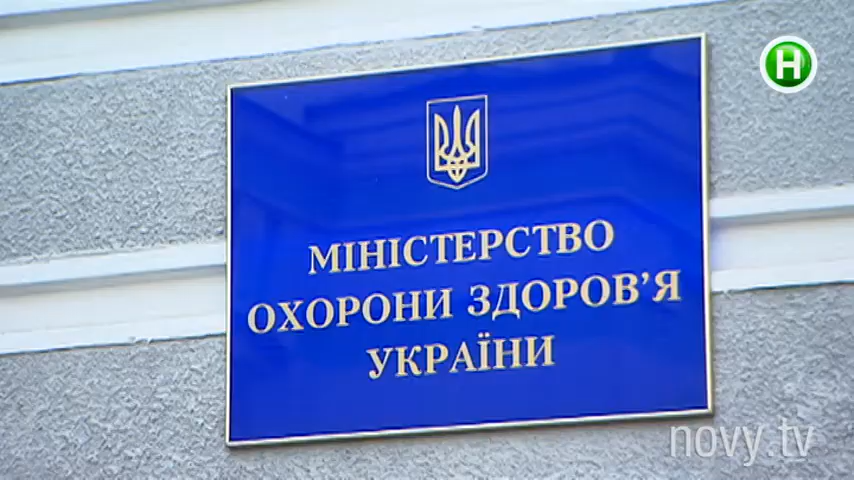 Н
МІНІСТЕРСТВО
ОХОРОНИ ЗДОРОВ’Я
УКРАЇНИ
novy.tv